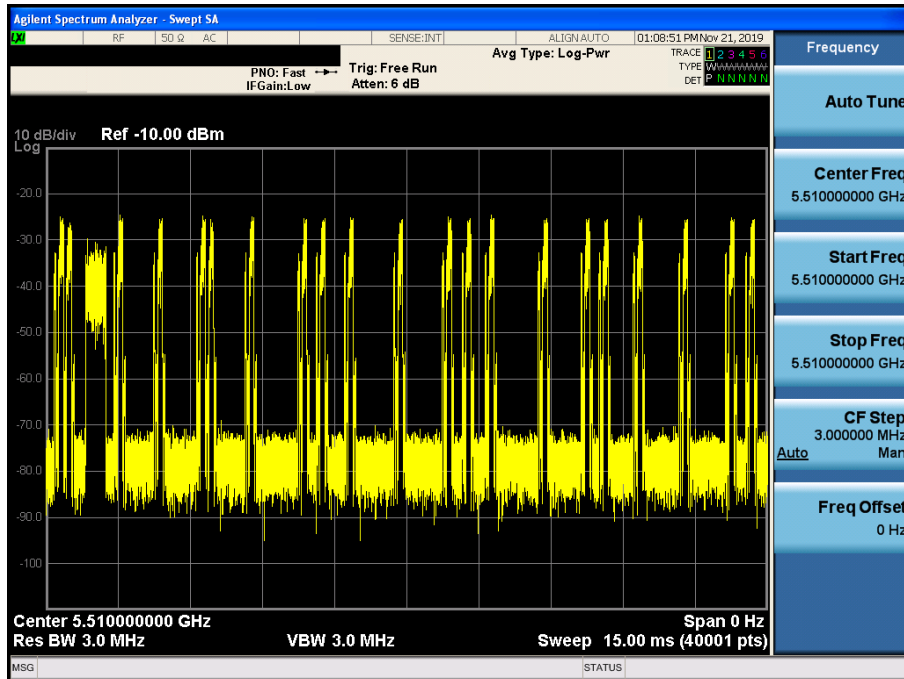 Agilent Spectrum Analyzer - Swept SA
LXI RF 50 Ω AC SENSE:INT ALIGN AUTO 01:08:51 PM Nov 21, 2019
Avg Type: Log-Pwr
TRACE 1 2 3 4 5 6
TYPE
DET P N N N N N
PNO: Fast
IFGain:Low
Trig: Free Run
Atten: 6 dB
10 dB/div
Log
Ref -10.00 dBm
-20.0
-30.0
-40.0
-50.0
-60.0
-70.0
-80.0
-90.0
-100
Center 5.510000000 GHz
Span 0 Hz
Res BW 3.0 MHz
VBW 3.0 MHz
Sweep 15.00 ms (40001 pts)
MSG
STATUS
Frequency
Auto Tune
Center Freq
5.510000000 GHz
Start Freq
5.510000000 GHz
Stop Freq
5.510000000 GHz
CF Step
3.000000 MHz
Auto Man
Freq Offset
0 Hz